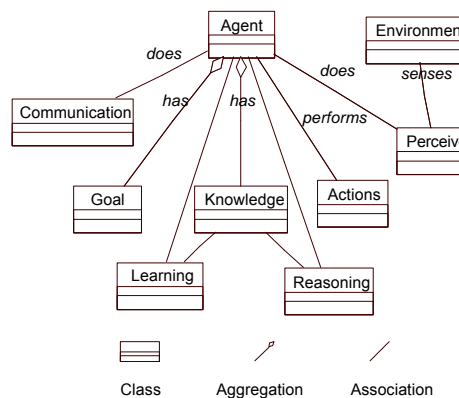 Agent
Environment
does
does
senses
Communication
has
has
performs
Perceive
Goal
Knowledge
Actions
Learning
Reasoning
Class
Aggregation
Association